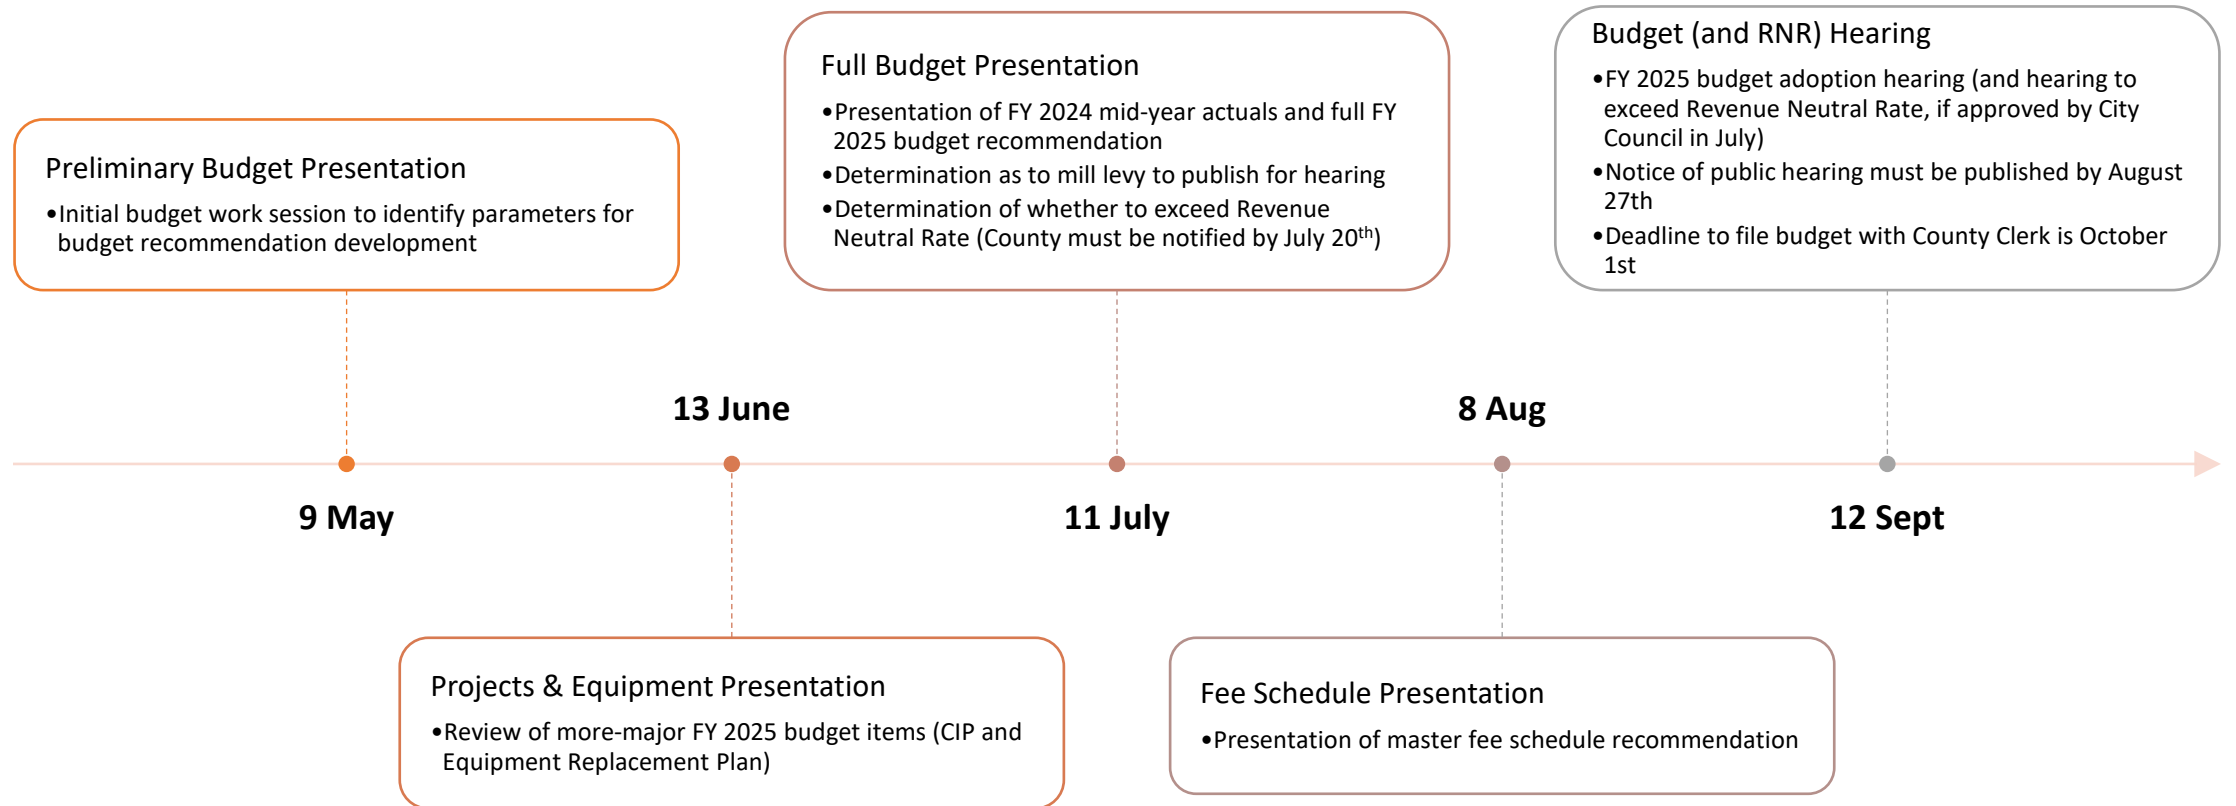 Preliminary Budget Presentation
•Initial budget work session to identify parameters for
budget recommendation development
9 May
13 June
Projects & Equipment Presentation
•Review of more-major FY 2025 budget items (CIP and
Equipment Replacement Plan)
Full Budget Presentation
•Presentation of FY 2024 mid-year actuals and full FY
2025 budget recommendation
•Determination as to mill levy to publish for hearing
•Determination of whether to exceed Revenue
Neutral Rate (County must be notified by July 20th)
11 July
8 Aug
Fee Schedule Presentation
•Presentation of master fee schedule recommendation
Budget (and RNR) Hearing
•FY 2025 budget adoption hearing (and hearing to
exceed Revenue Neutral Rate, if approved by City
Council in July)
•Notice of public hearing must be published by August
27th
•Deadline to file budget with County Clerk is October
1st
12 Sept